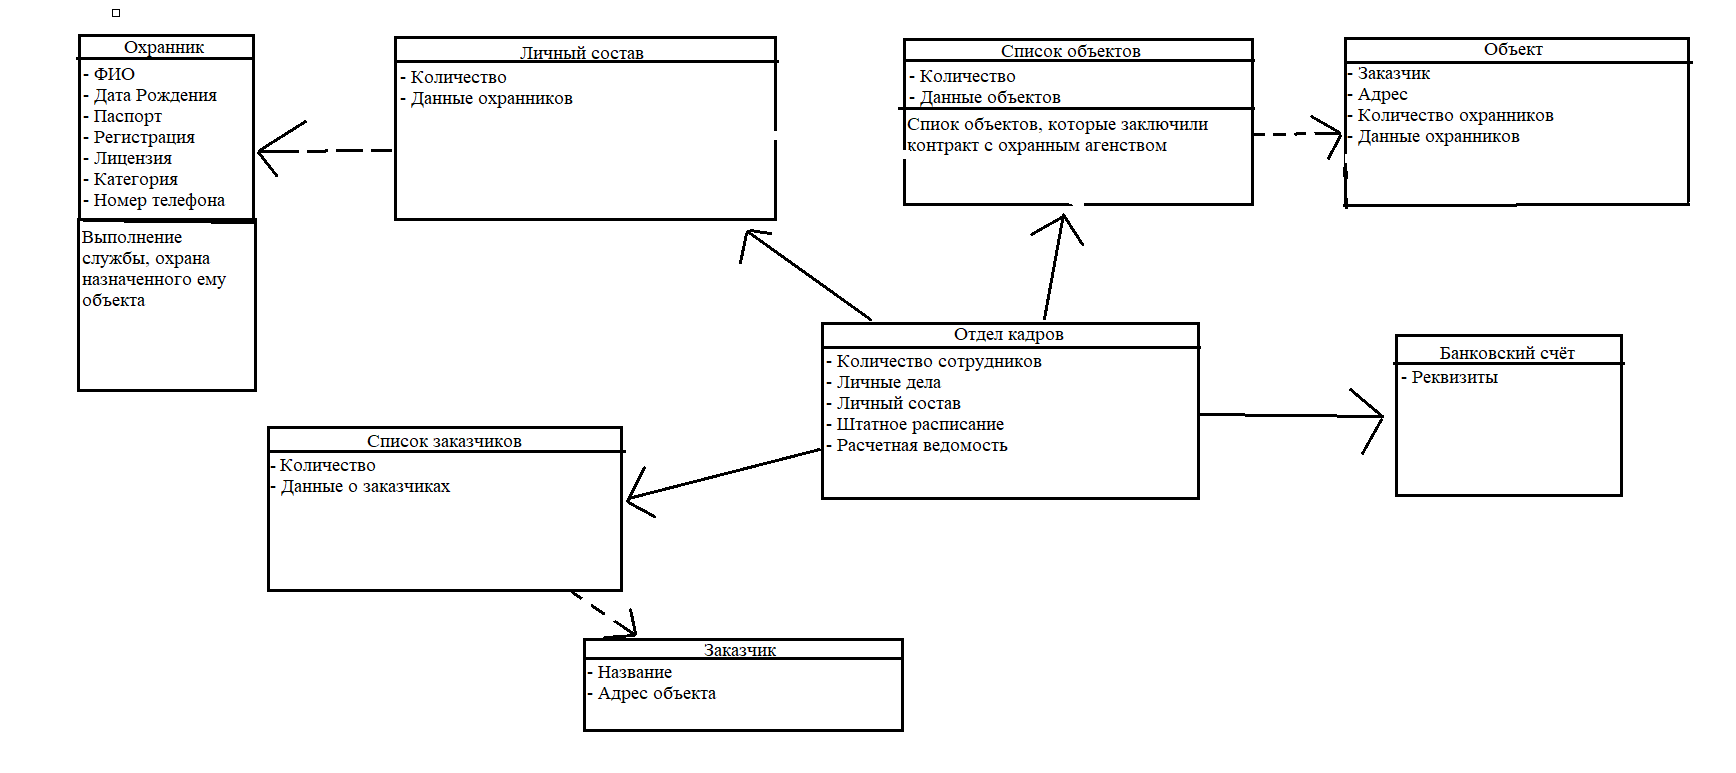 Охранник
- ФИО
- Дата Рождения
- Паспорт
- Регистрация
- Лицензия
- Категория
- Номер телефона
Выполнение
службы, охрана
назначенного ему
объекта
Личный состав
- Количество
- Данные охранников
Список объектов
- Количество
- Данные объектов
Спиок объектов, которые заключили
контракт с охранным агенством
Объект
- Заказчик
- Адрес
- Количество охранников
- Данные охранников
Отдел кадров
- Количество сотрудников
- Личные дела
- Личный состав
- Штатное расписание
- Расчетная ведомость
Банковский счёт
- Реквизиты
Список заказчиков
- Количество
- Данные о заказчиках
Заказчик
- Название
- Адрес объекта